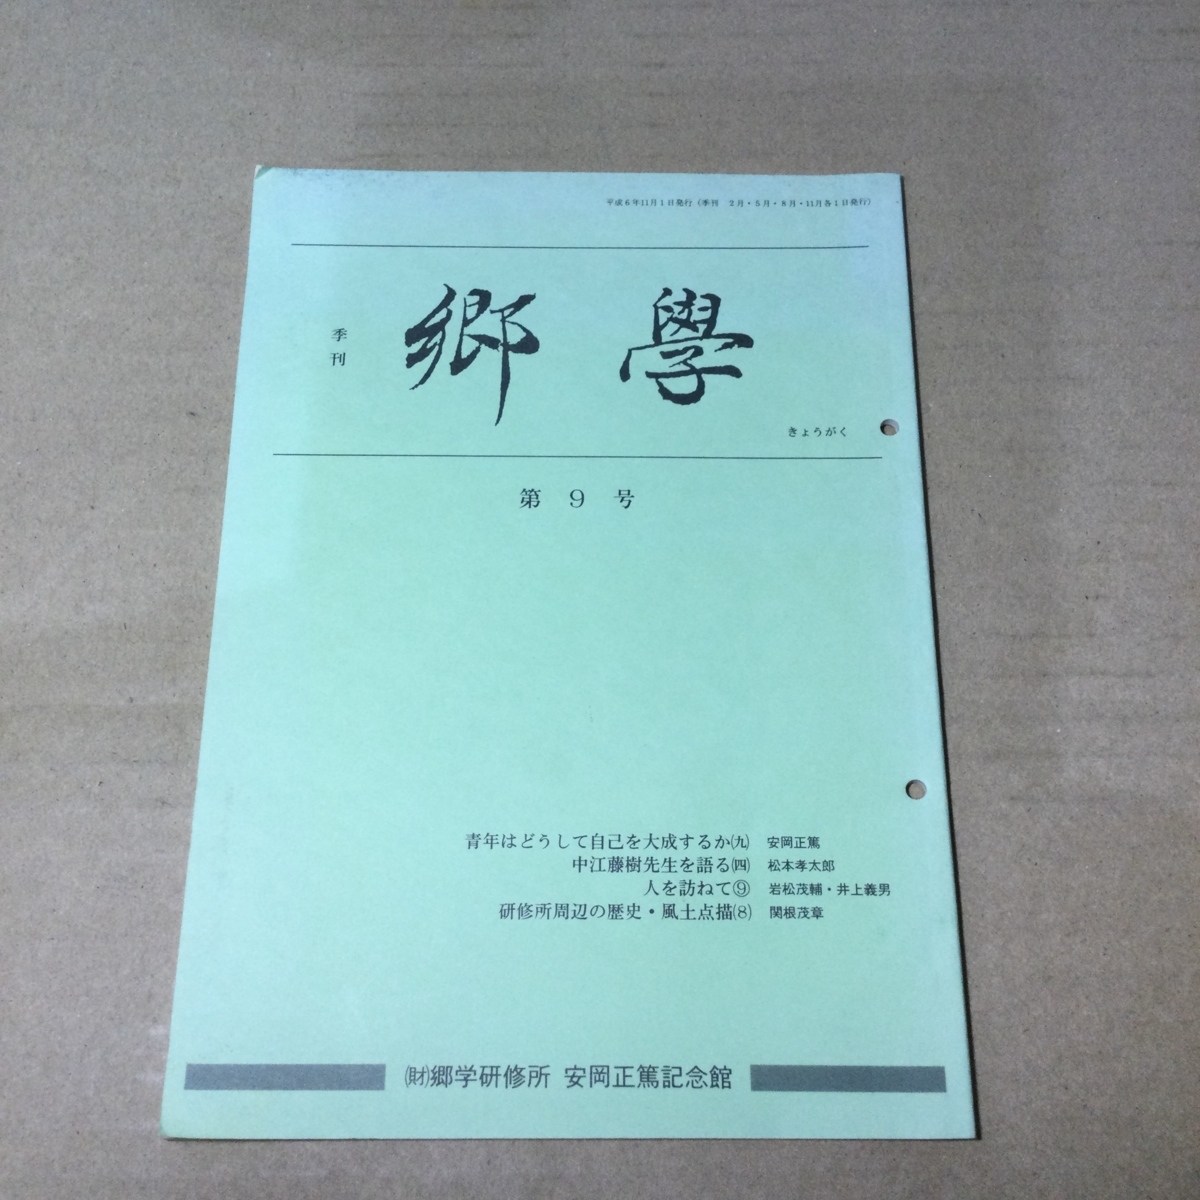 平成6年11月1日発行(季刊 2月・5月・8月・11月各1日発行)
季刊
郷學
きょうがく
第9号
青年はどうして自己を大成するか㈨ 安岡正篤
中江藤樹先生を語る㈣ 松本孝太郎
人を訪ねて⑨ 岩松茂輔・井上義男
研修所周辺の歴史・風土点描⑻ 関根茂章
㈶郷学研修所 安岡正篤記念館